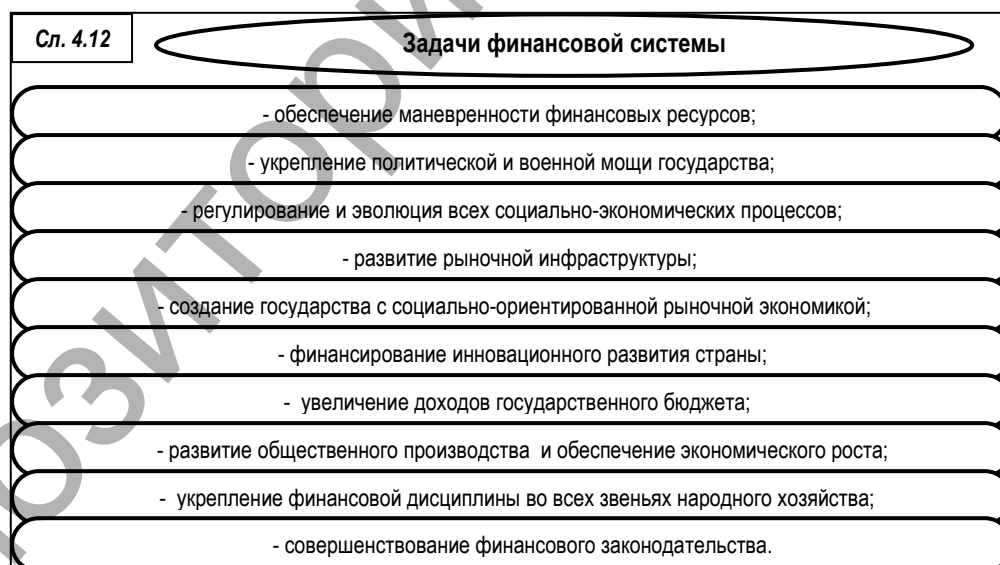 Сл. 4.12
Задачи финансовой системы
- обеспечение маневренности финансовых ресурсов;
- укрепление политической и военной мощи государства;
- регулирование и эволюция всех социально-экономических процессов;
- развитие рыночной инфраструктуры;
- создание государства с социально-ориентированной рыночной экономикой;
- финансирование инновационного развития страны;
- увеличение доходов государственного бюджета;
- развитие общественного производства и обеспечение экономического роста;
- укрепление финансовой дисциплины во всех звеньях народного хозяйства;
- совершенствование финансового законодательства.